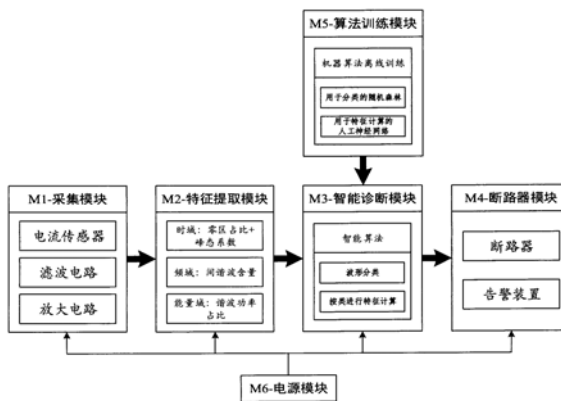 M5-算法训练模块
机器算法离线训练
用于分类的随机森林
用于特征计算的
人工神经网络
M1-采集模块
电流传感器
滤波电路
放大电路
M2-特征提取模块
时域：零区占比+
峰态系数
频域：间谐波含量
能量域：谐波功率
占比
M3-智能诊断模块
智能算法
波形分类
按类进行特征计算
M4-断路器模块
断路器
告警装置
M6-电源模块